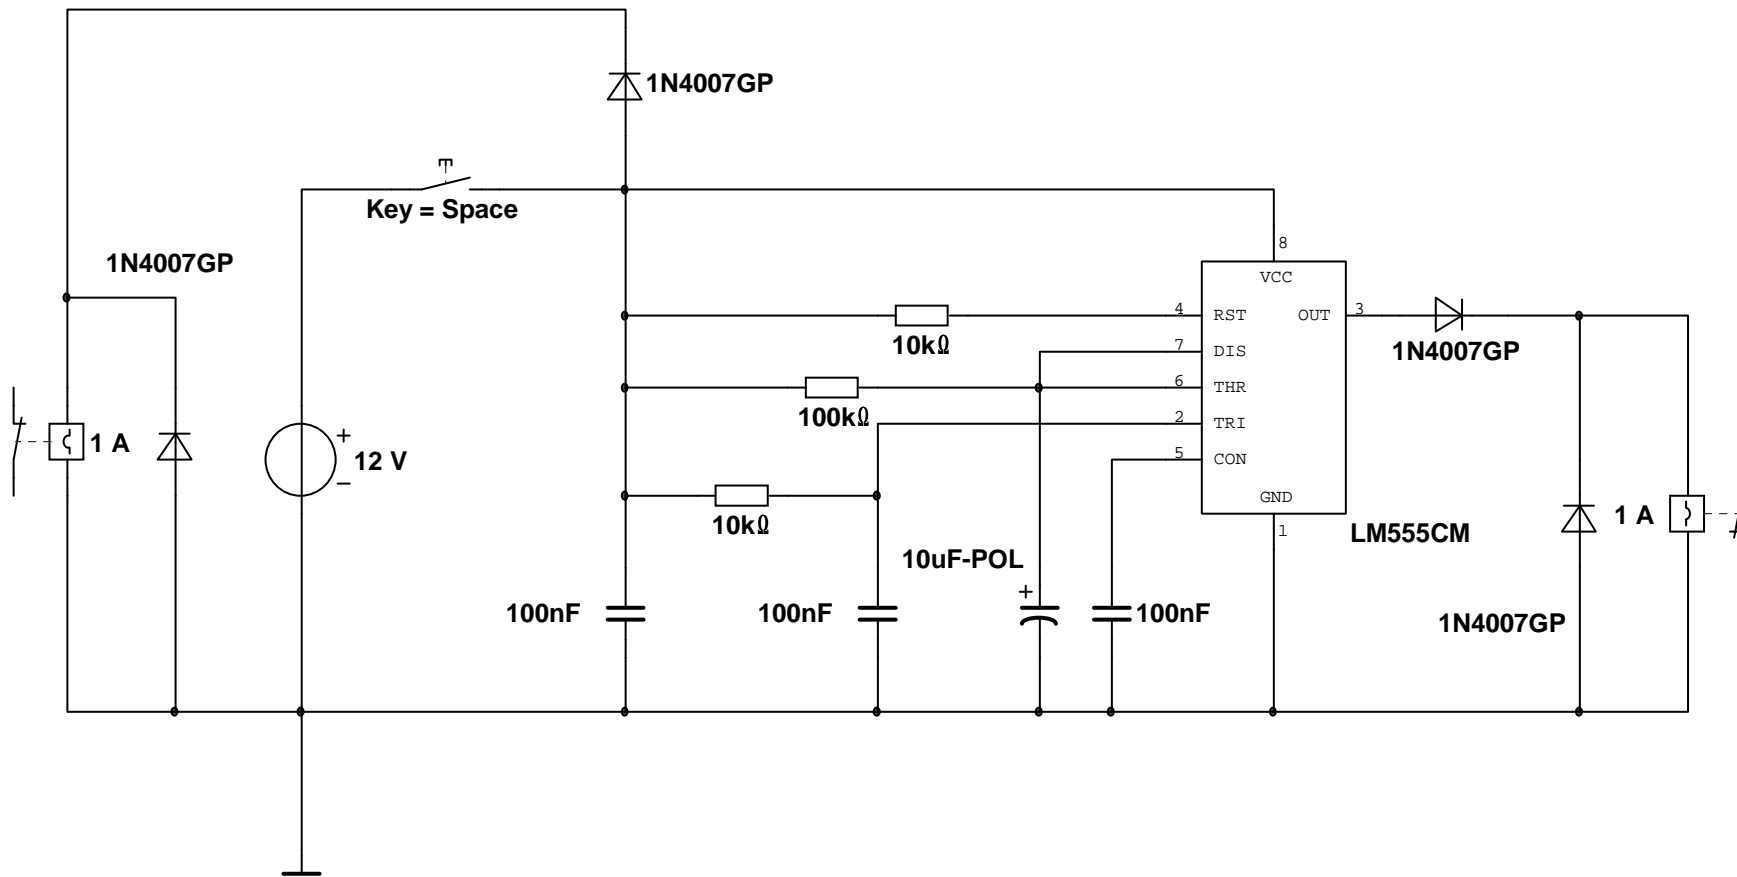 1N4007GP
Key = Space
1N4007GP
8
VCC
4
RST
OUT
3
10kΩ
7
DIS
1N4007GP
6
THR
100kΩ
2
TRI
1 A
+
−
12 V
5
CON
GND
10kΩ
1
LM555CM
1 A
10uF-POL
+
100nF
100nF
100nF
1N4007GP